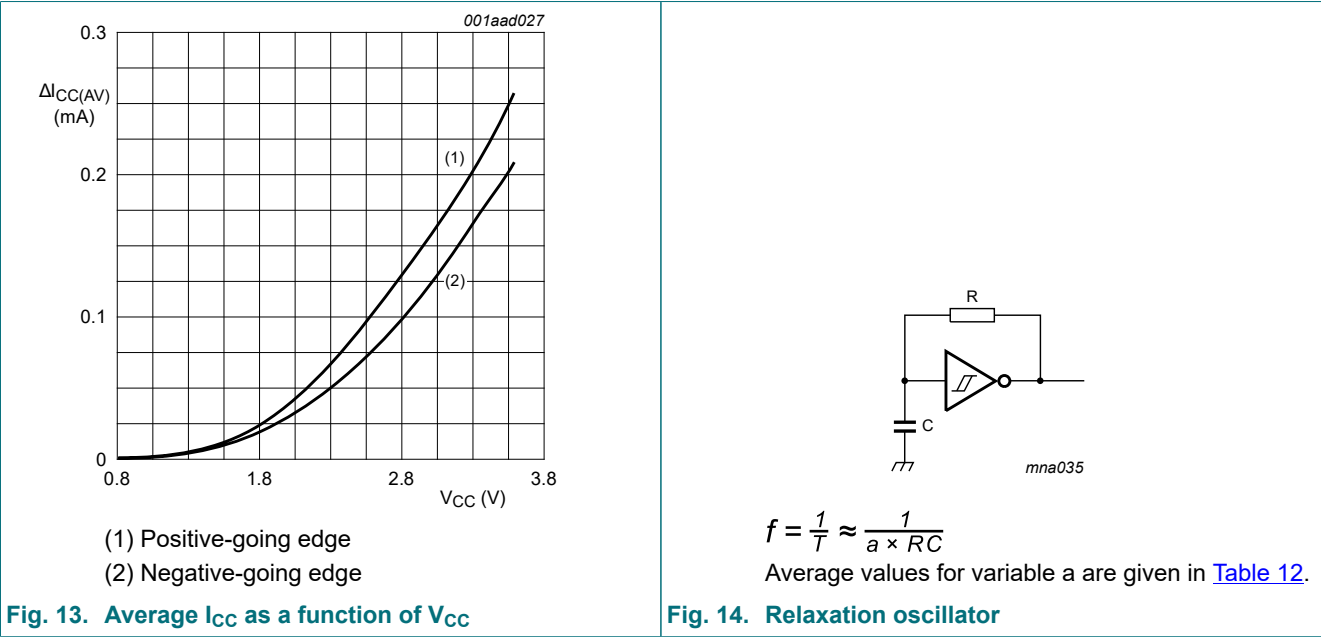 001aad027
0.3
ΔICC(AV)
(mA)
0.2
(1)
(2)
0.1
0
0.8
1.8
2.8
3.8
VCC (V)
(1) Positive-going edge
(2) Negative-going edge
Fig. 13. Average ICC as a function of VCC
R
C
mna035
f = 1/T ≈ 1/(a × RC)
Average values for variable a are given in Table 12.
Fig. 14. Relaxation oscillator